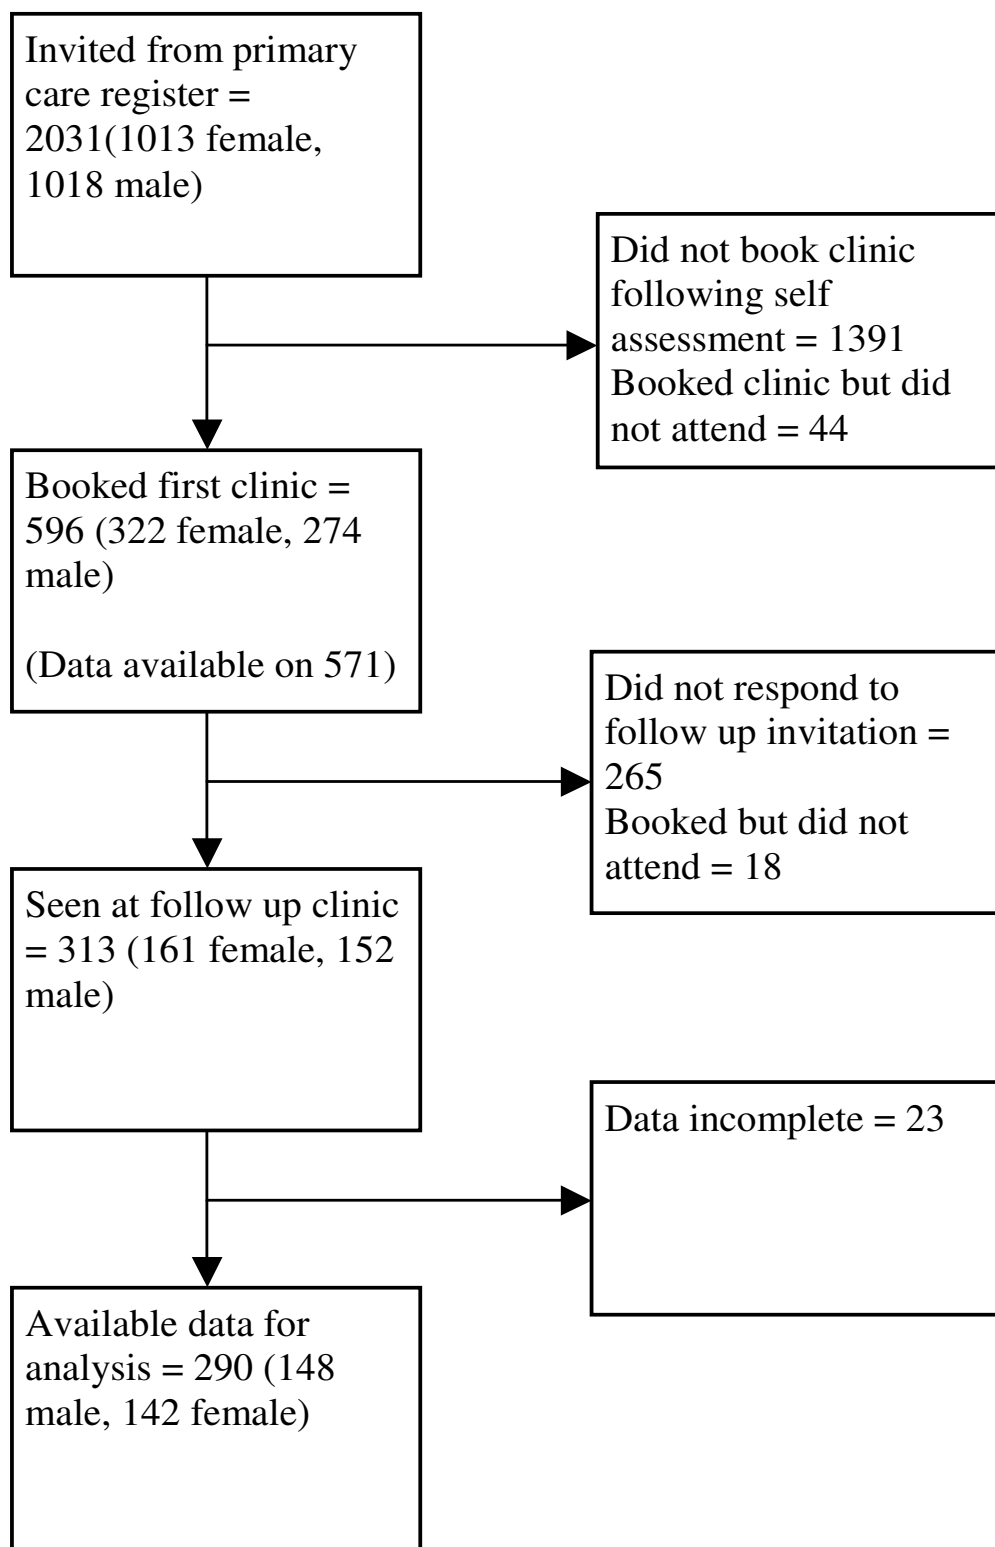 Invited from primary
care register =
2031(1013 female,
1018 male)
Did not book clinic
following self
assessment = 1391
Booked clinic but did
not attend = 44
Booked first clinic =
596 (322 female, 274
male)
(Data available on 571)
Did not respond to
follow up invitation =
265
Booked but did not
attend = 18
Seen at follow up clinic
= 313 (161 female, 152
male)
Data incomplete = 23
Available data for
analysis = 290 (148
male, 142 female)